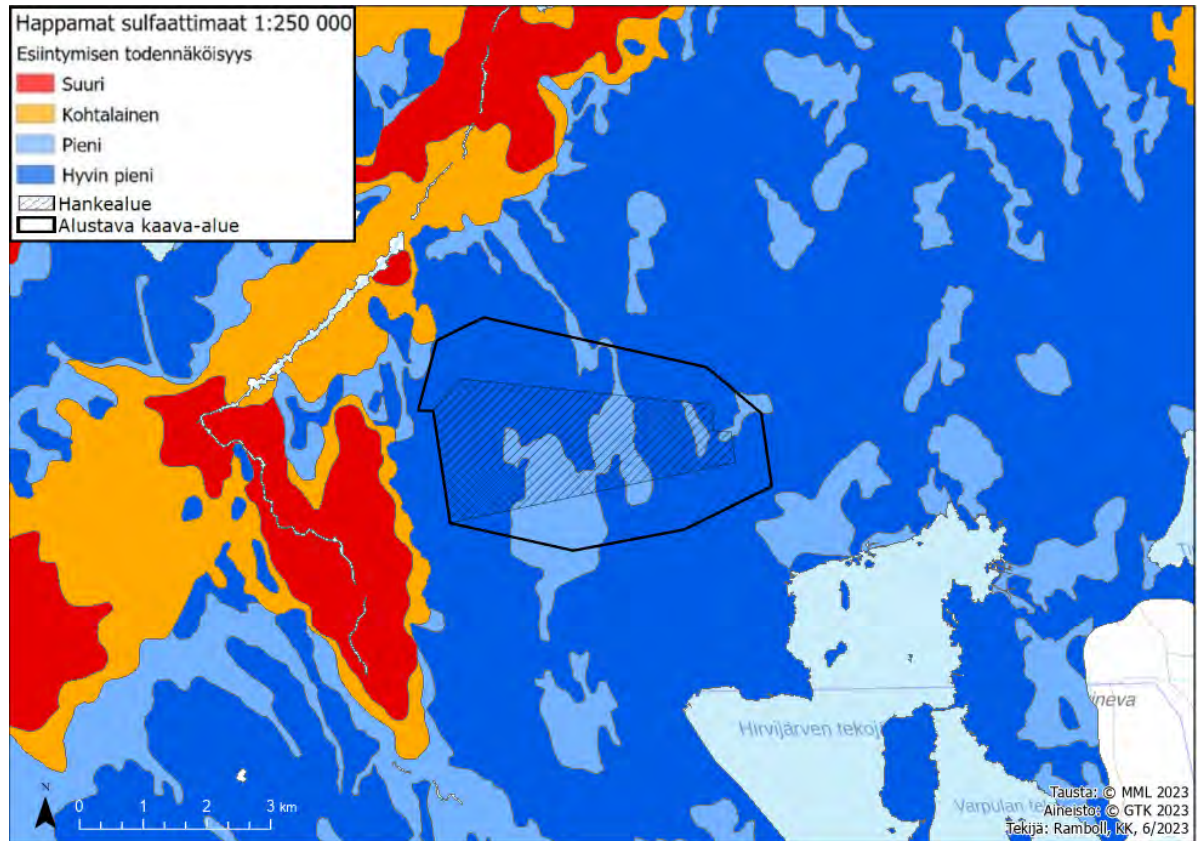 Happamat sulfaattimaat 1:250 000
Esiintymisen todennäköisyys
Suuri
Kohtalainen
Pieni
Hyvin pieni
Hankealue
Alustava kaava-alue
ineva
Hirvijärven tekoj
Varpulan
N
0 1 2 3 km
Tausta: © MML 2023
Aineisto: © GTK 2023
Tekijä: Ramboll, KK, 6/2023